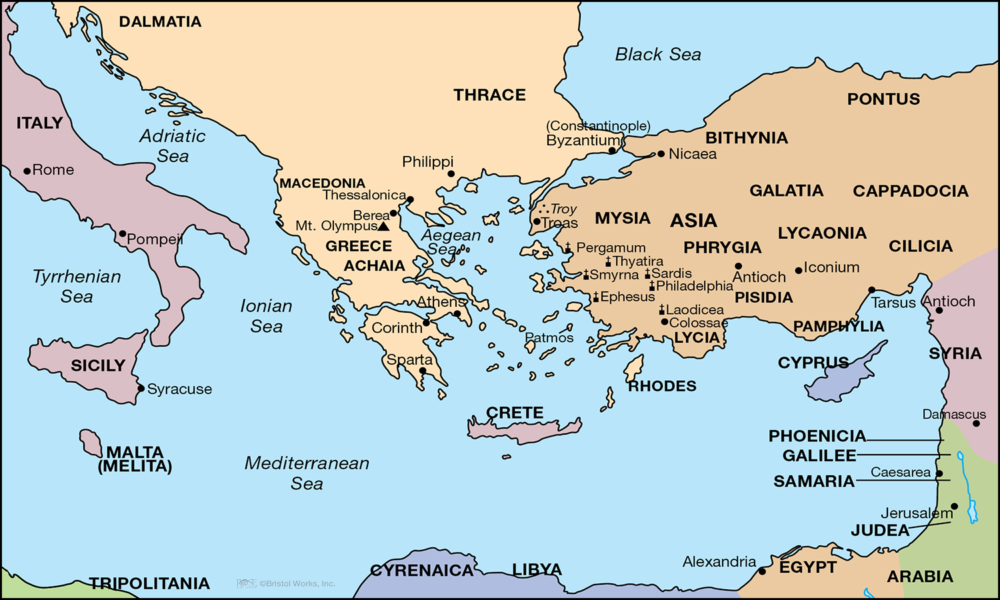 DALMATIA
Black Sea
THRACE
PONTUS
ITALY
Adriatic
Sea
(Constantinople)
Byzantium
BITHYNIA
Nicaea
Rome
Philippi
MACEDONIA
Thessalonica
GALATIA
CAPPADOCIA
Berea
Mt. Olympus
Troy
Troas
MYSIA
ASIA
Pompeii
Aegean
Sea
GREECE
ACHAIA
LYCAONIA
PHRYGIA
CILICIA
Pergamum
Thyatira
Smyrna
Sardis
Philadelphia
Antioch
Iconium
Tyrrhenian
Sea
Ionian
Sea
Athens
Corinth
Ephesus
PISIDIA
Tarsus
Antioch
Laodicea
Colossae
Patmos
LYCIA
PAMPHYLIA
SICILY
Sparta
CYPRUS
SYRIA
Syracuse
RHODES
CRETE
Damascus
MALTA
(MELITA)
Mediterranean
Sea
PHOENICIA
GALILEE
Caesarea
SAMARIA
Jerusalem
JUDEA
Alexandria
EGYPT
CYRENAICA
LIBYA
ARABIA
TRIPOLITANIA
ROSE
©Bristol Works, Inc.